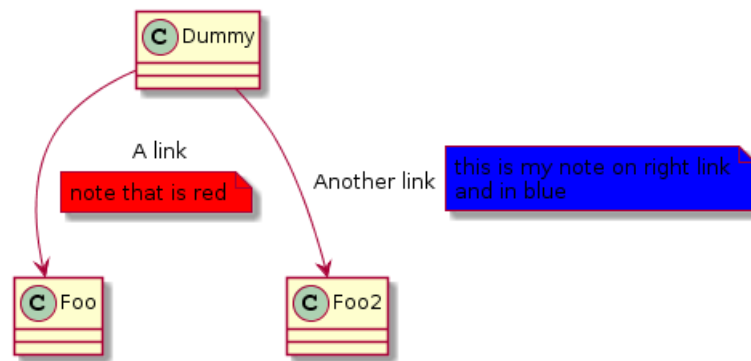 C Dummy
A link
note that is red
Another link
this is my note on right link
and in blue
C Foo
C Foo2